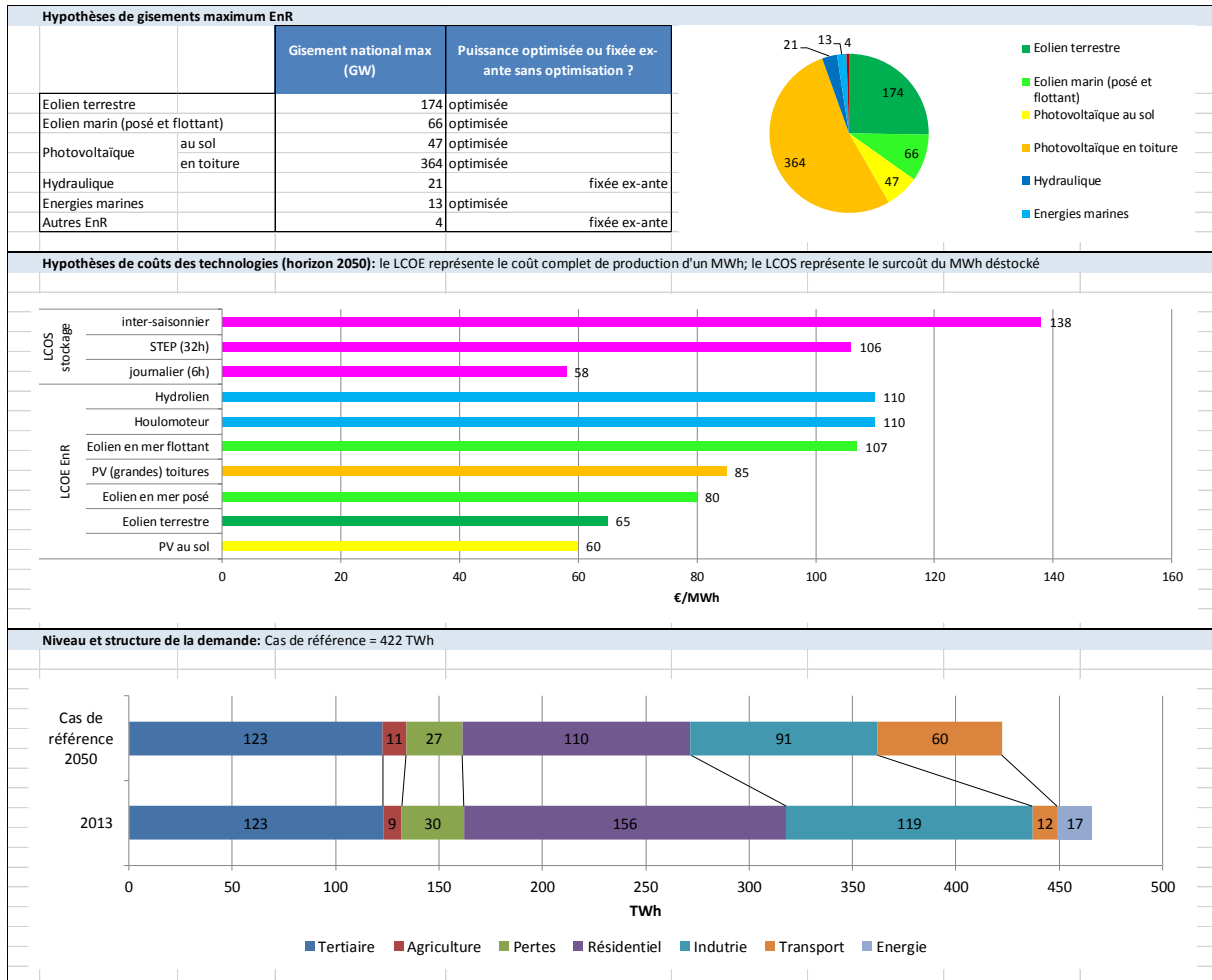 Hypothèses de gisements maximum EnR
Gisement national max (GW)
Puissance optimisée ou fixée ex-ante sans optimisation ?
Eolien terrestre 174 optimisée
Eolien marin (posé et flottant) 66 optimisée
Photovoltaïque au sol 47 optimisée
en toiture 364 optimisée
Hydraulique 21 fixée ex-ante
Energies marines 13 optimisée
Autres EnR 4 fixée ex-ante
21 13 4
174
364
66
47
Eolien terrestre
Eolien marin (posé et
flottant)
Photovoltaïque au sol
Photovoltaïque en toiture
Hydraulique
Energies marines
Hypothèses de coûts des technologies (horizon 2050): le LCOE représente le coût complet de production d'un MWh; le LCOS représente le surcoût du MWh déstocké
LCOS
stockage
inter-saisonnier 138
STEP (32h) 106
journalier (6h) 58
LCOE EnR
Hydrolien 110
Houlomoteur 110
Eolien en mer flottant 107
PV (grandes) toitures 85
Eolien en mer posé 80
Eolien terrestre 65
PV au sol 60
0 20 40 60 80 100 120 140 160
€/MWh
Niveau et structure de la demande: Cas de référence = 422 TWh
Cas de
référence
2050
123 11 27 110 91 60
2013 123 9 30 156 119 12 17
0 50 100 150 200 250 300 350 400 450 500
TWh
Tertiaire Agriculture Pertes Résidentiel Indutrie Transport Energie